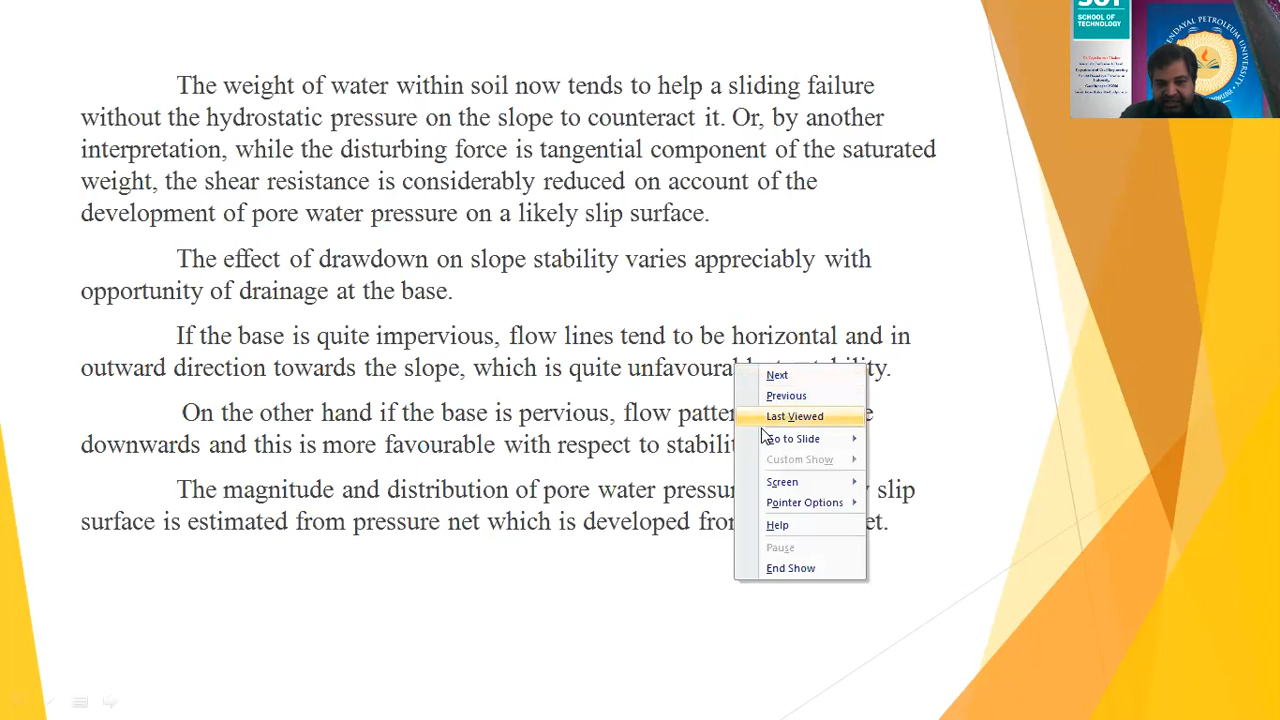 The weight of water within soil now tends to help a sliding failure
without the hydrostatic pressure on the slope to counteract it. Or, by another
interpretation, while the disturbing force is tangential component of the saturated
weight, the shear resistance is considerably reduced on account of the
development of pore water pressure on a likely slip surface.
The effect of drawdown on slope stability varies appreciably with
opportunity of drainage at the base.
If the base is quite impervious, flow lines tend to be horizontal and in
outward direction towards the slope, which is quite
On the other hand if the base is pervious, flow
downwards and this is more favourable with respect to
The magnitude and distribution of pore water slip
surface is estimated from pressure net which is developed
Next
Previous
Last Viewed
Go to Slide
Custom Show
Screen
Pointer Options
Help
Pause
End Show
SCHOOL OF
TECHNOLOGY
PETROLEUM UNIVERSITY